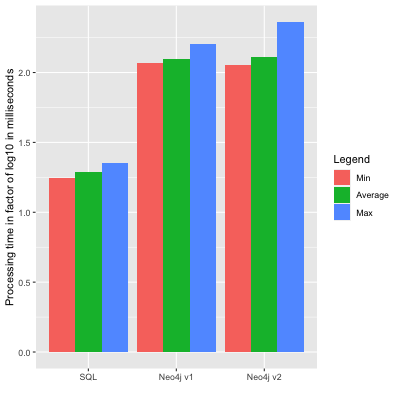 Processing time in factor of log10 in milliseconds
2.0
1.5
1.0
0.5
0.0
SQL
Neo4j v1
Neo4j v2
Legend
Min
Average
Max